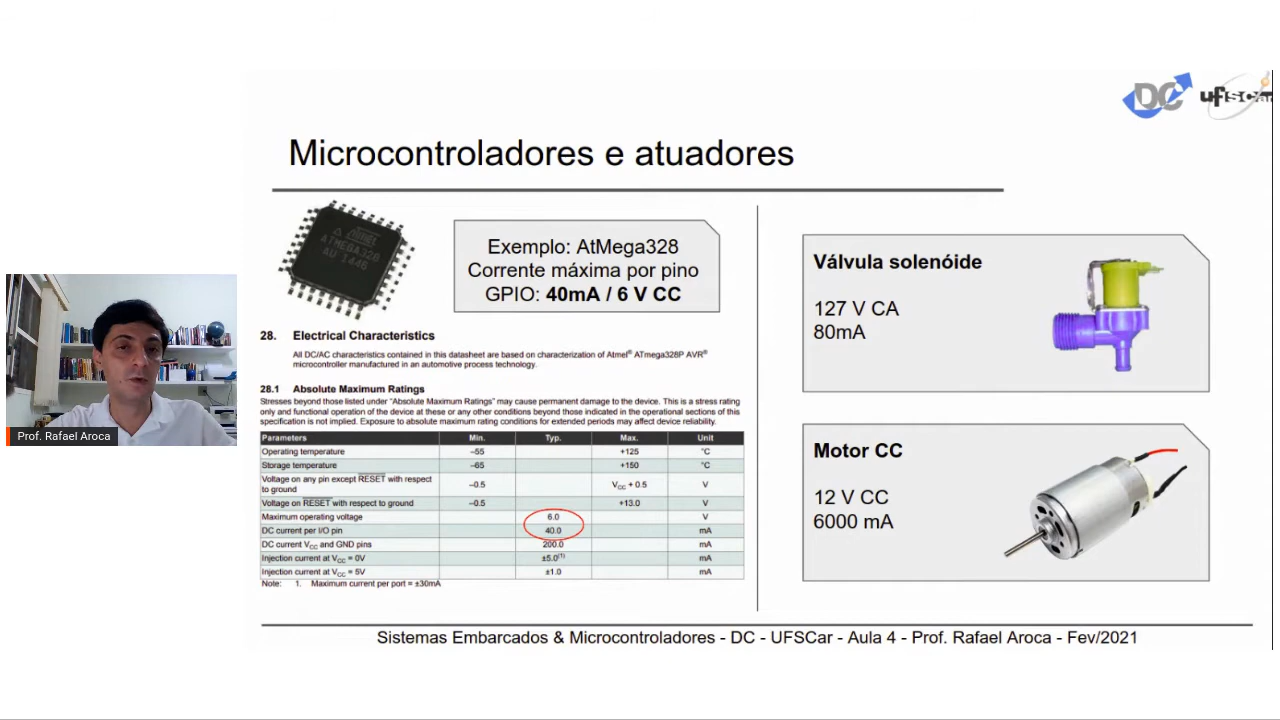 DC ufscar
Microcontroladores e atuadores
ATMEL
ATMEGA328
AU 1446
Exemplo: AtMega328
Corrente máxima por pino
GPIO: 40mA / 6 V CC
28. Electrical Characteristics
All DC/AC characteristics contained in this datasheet are based on characterization of Atmel® ATmega328P AVR®
microcontroller manufactured in an automotive process technology.
28.1 Absolute Maximum Ratings
Stresses beyond those listed under "Absolute Maximum Ratings" may cause permanent damage to the device. This is a stress rating
only and functional operation of the device at these or any other conditions beyond those indicated in the operational sections of this
specification is not implied. Exposure to absolute maximum rating conditions for extended periods may affect device reliability.
Parameters Min. Typ. Max. Unit
Operating temperature –55 +125 °C
Storage temperature –65 +150 °C
Voltage on any pin except RESET with respect
to ground –0.5 VCC + 0.5 V
Voltage on RESET with respect to ground –0.5 +13.0 V
Maximum operating voltage 6.0 V
DC current per I/O pin 40.0 mA
DC current VCC and GND pins 200.0 mA
Injection current at VCC = 0V ±5.0(1) mA
Injection current at VCC = 5V ±1.0 mA
Note: 1. Maximum current per port = ±30mA
Válvula solenóide
127 V CA
80mA
Motor CC
12 V CC
6000 mA
Prof. Rafael Aroca
Sistemas Embarcados & Microcontroladores - DC - UFSCar - Aula 4 - Prof. Rafael Aroca - Fev/2021